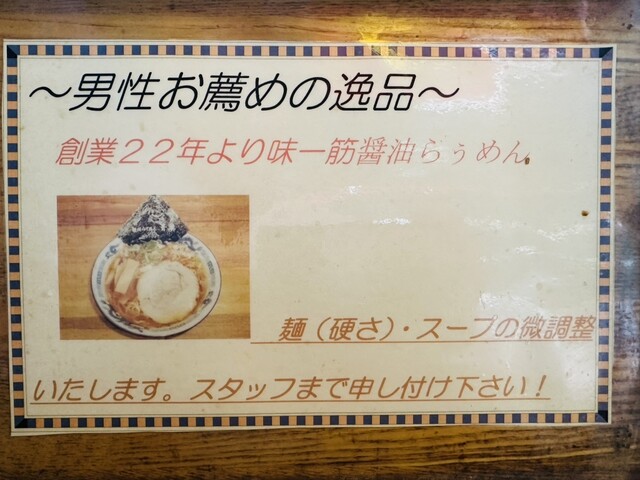 ～男性お薦めの逸品～
創業２２年より味一筋醤油らぅめん
麺（硬さ）・スープの微調整
いたします。スタッフまで申し付け下さい！